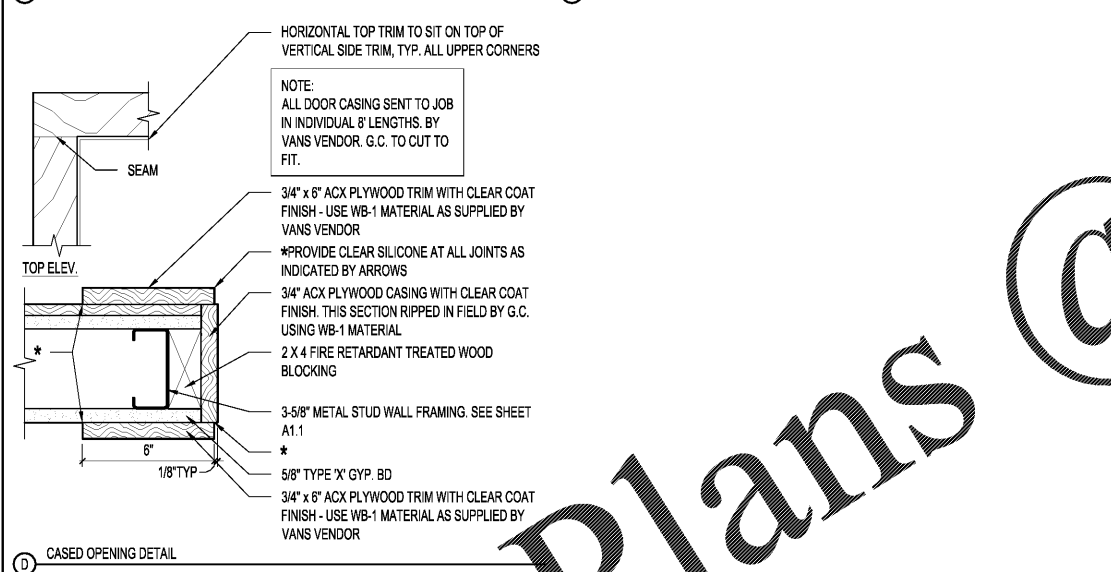 HORIZONTAL TOP TRIM TO SIT ON TOP OF
VERTICAL SIDE TRIM, TYP. ALL UPPER CORNERS
NOTE:
ALL DOOR CASING SENT TO JOB
IN INDIVIDUAL 8' LENGTHS. BY
VANS VENDOR. G.C. TO CUT TO
FIT.
SEAM
TOP ELEV.
3/4" x 6" ACX PLYWOOD TRIM WITH CLEAR COAT
FINISH - USE WB-1 MATERIAL AS SUPPLIED BY
VANS VENDOR
*PROVIDE CLEAR SILICONE AT ALL JOINTS AS
INDICATED BY ARROWS
3/4" ACX PLYWOOD CASING WITH CLEAR COAT
FINISH. THIS SECTION RIPPED IN FIELD BY G.C.
USING WB-1 MATERIAL
*
2 X 4 FIRE RETARDANT TREATED WOOD
BLOCKING
3-5/8" METAL STUD WALL FRAMING. SEE SHEET
A1.1
*
6"
1/8"TYP
5/8" TYPE 'X' GYP. BD
3/4" x 6" ACX PLYWOOD TRIM WITH CLEAR COAT
FINISH - USE WB-1 MATERIAL AS SUPPLIED BY
VANS VENDOR
D CASED OPENING DETAIL
Plans ©